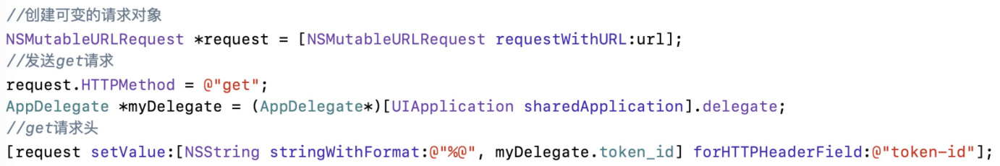 //创建可变的请求对象
NSMutableURLRequest *request = [NSMutableURLRequest requestWithURL:url];
//发送get请求
request.HTTPMethod = @"get";
AppDelegate *myDelegate = (AppDelegate*)[UIApplication sharedApplication].delegate;
//get请求头
[request setValue:[NSString stringWithFormat:@"%@", myDelegate.token_id] forHTTPHeaderField:@"token-id"];